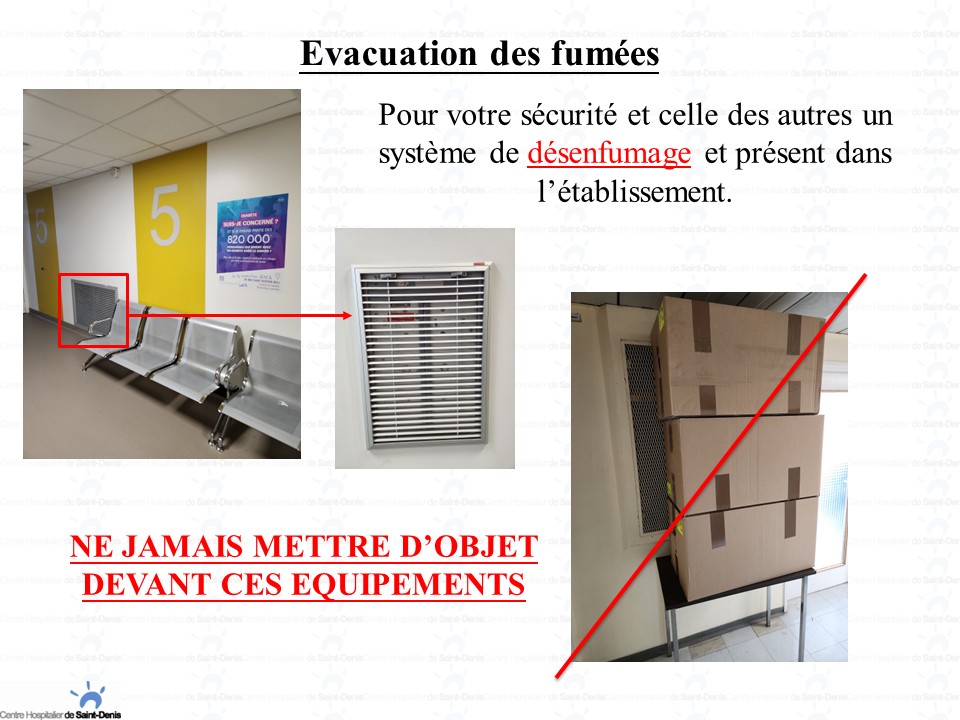 Evacuation des fumées
Pour votre sécurité et celle des autres un
système de désenfumage et présent dans
l’établissement.
5
5
SUIS-JE CONCERNÉ ?
820 000
NE JAMAIS METTRE D’OBJET
DEVANT CES EQUIPEMENTS
Centre Hospitalier de Saint-Denis